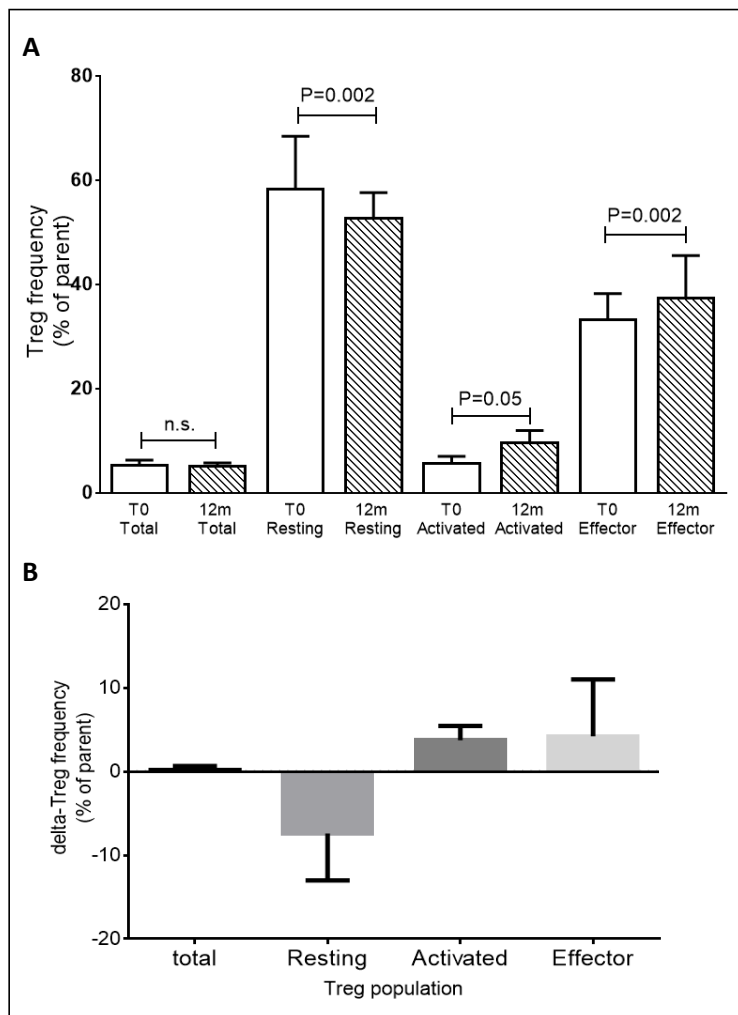 A
80
60
40
20
0
Treg frequency
(% of parent)
P=0.002
P=0.002
P=0.05
n.s.
T0 12m T0 12m T0 12m T0 12m
Total Total Resting Resting Activated Activated Effector Effector
B
20
10
0
-10
-20
delta-Treg frequency
(% of parent)
total Resting Activated Effector
Treg population